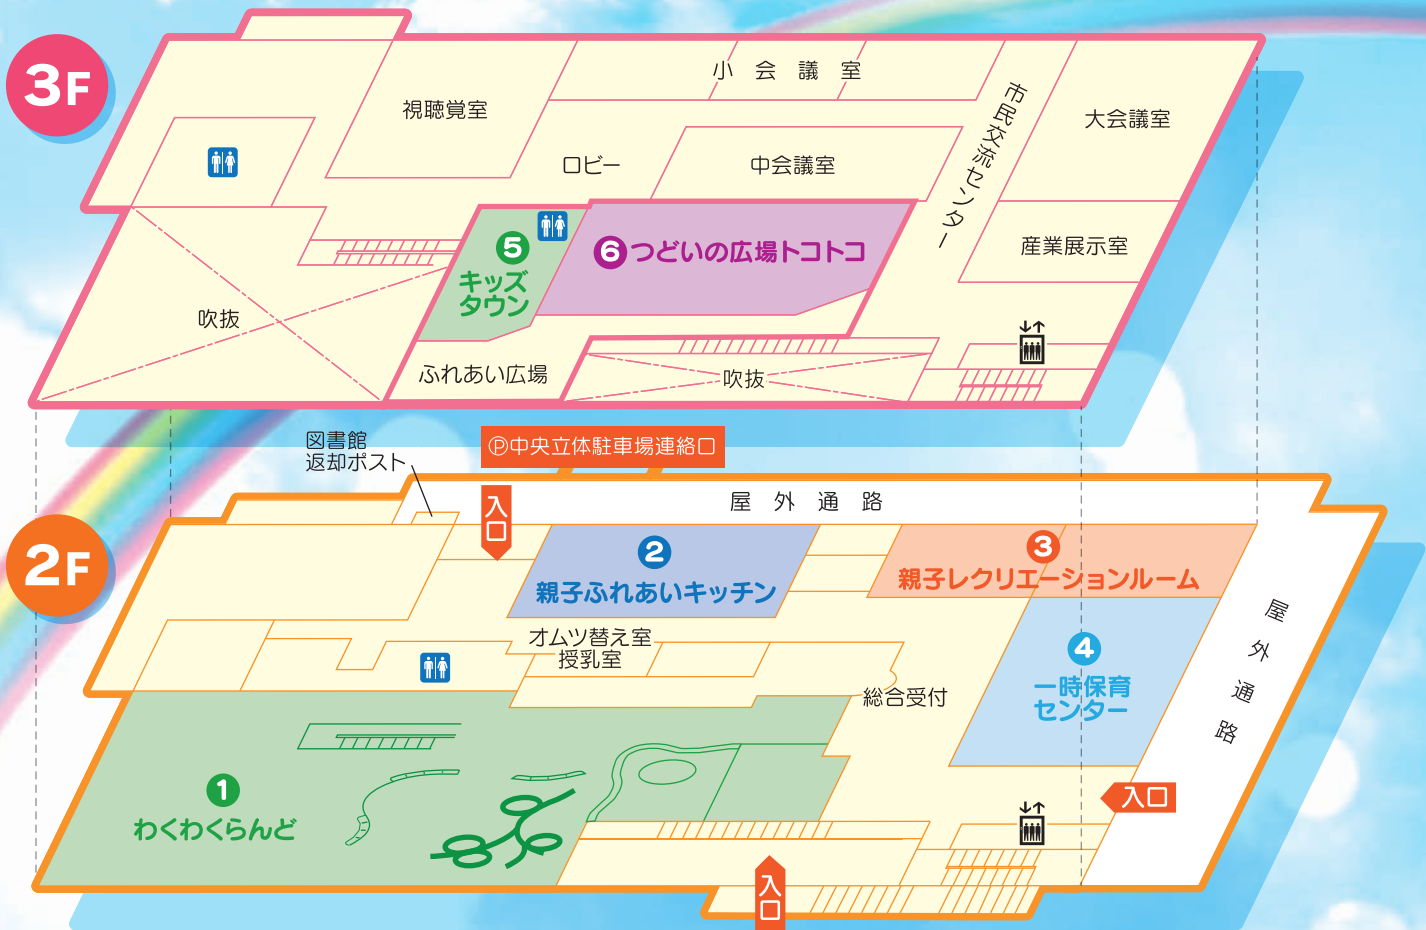 3F
小会議室
視聴覚室
大会議室
市民交流センター
ロビー
中会議室
5
キッズ
タウン
6 つどいの広場トコトコ
産業展示室
吹抜
ふれあい広場
吹抜
図書館
返却ポスト
Ⓟ中央立体駐車場連絡口
2F
屋外通路
入口
2
親子ふれあいキッチン
3
親子レクリエーションルーム
オムツ替え室
授乳室
4
一時保育
センター
総合受付
屋外通路
1
わくわくらんど
入口
入口